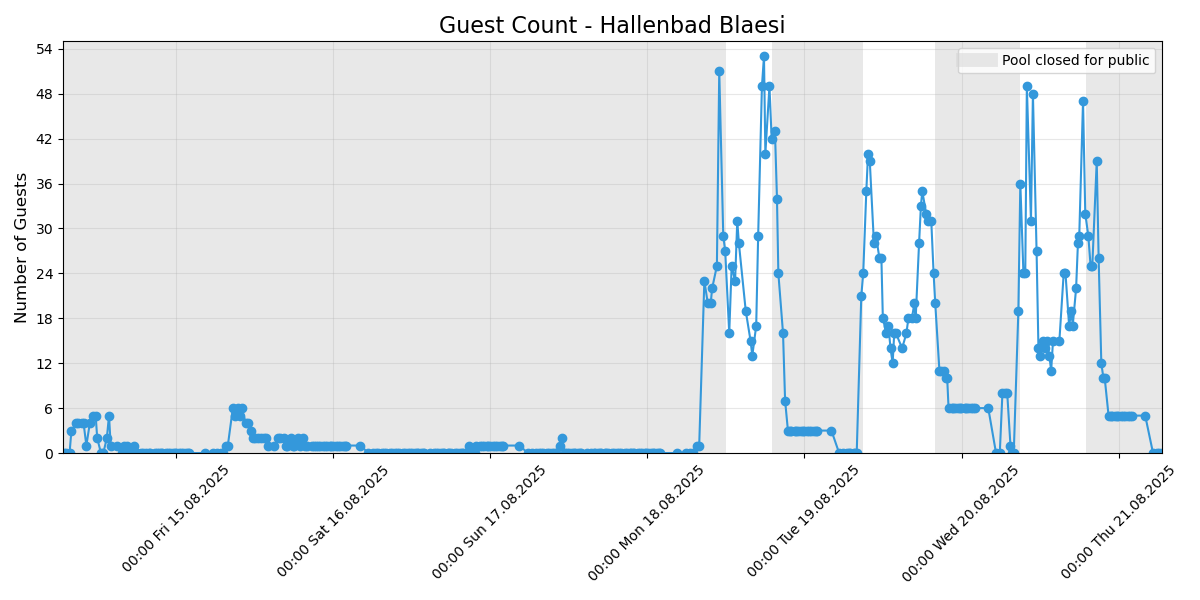 Guest Count - Hallenbad Blaesi
Pool closed for public
Number of Guests
54
48
42
36
30
24
18
12
6
0
00:00 Fri 15.08.2025
00:00 Sat 16.08.2025
00:00 Sun 17.08.2025
00:00 Mon 18.08.2025
00:00 Tue 19.08.2025
00:00 Wed 20.08.2025
00:00 Thu 21.08.2025